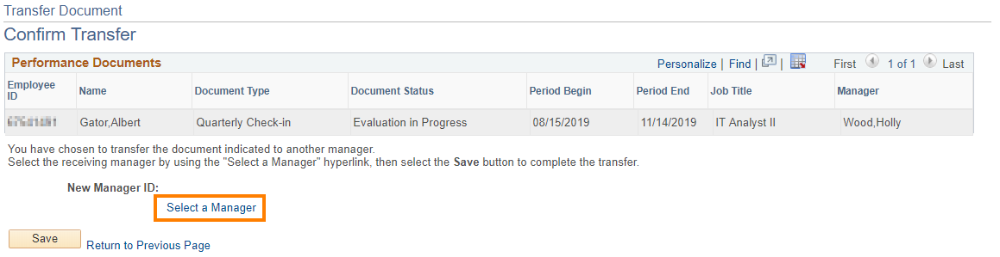 Transfer Document
Confirm Transfer
Performance Documents Personalize | Find | | First 1 of 1 Last
Employee ID Name Document Type Document Status Period Begin Period End Job Title Manager
Gator,Albert Quarterly Check-in Evaluation in Progress 08/15/2019 11/14/2019 IT Analyst II Wood,Holly
You have chosen to transfer the document indicated to another manager.
Select the receiving manager by using the "Select a Manager" hyperlink, then select the Save button to complete the transfer.
New Manager ID:
Select a Manager
Save Return to Previous Page